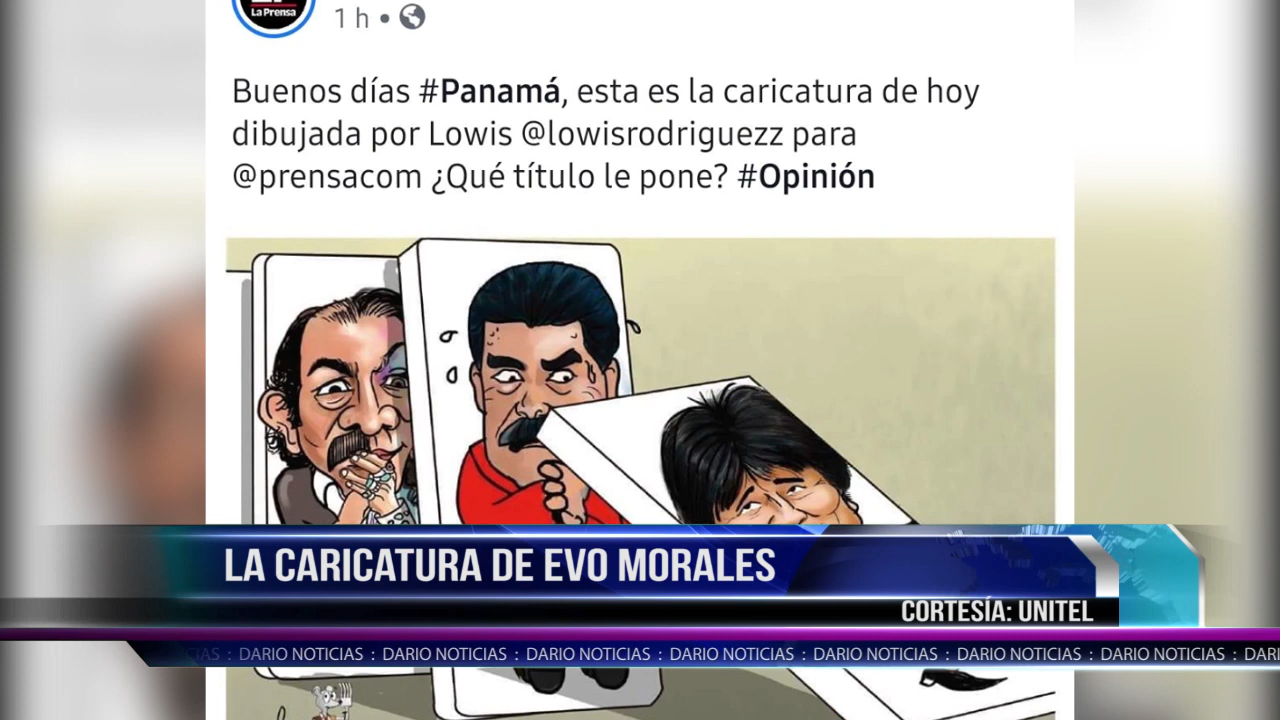 La Prensa
1 h •
Buenos días #Panamá, esta es la caricatura de hoy
dibujada por Lowis @lowisrodriguezz para
@prensacom ¿Qué título le pone? #Opinión
LA CARICATURA DE EVO MORALES
CORTESÍA: UNITEL
CIAS : DARIO NOTICIAS : DARIO NOTICIAS : DARIO NOTICIAS : DARIO NOTICIAS : DARIO NOTICIAS : DARIO NOTICIAS : DARIO NOTICIAS : DARI